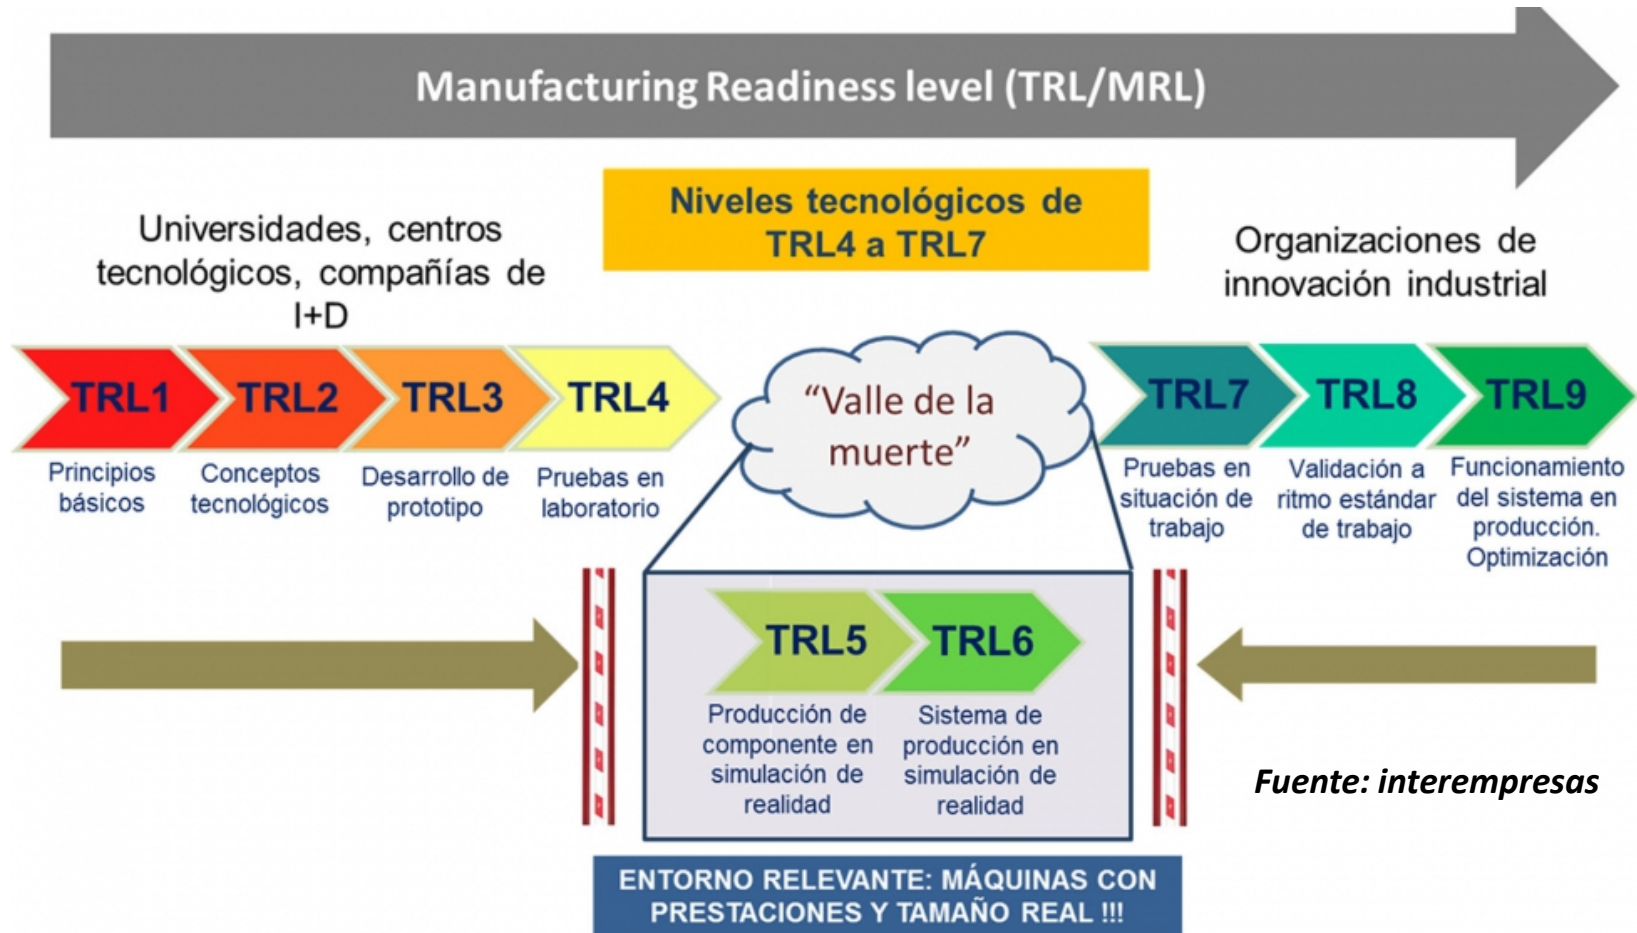 Manufacturing Readiness level (TRL/MRL)
Niveles tecnológicos de
TRL4 a TRL7
Universidades, centros
tecnológicos, compañías de
I+D
Organizaciones de
innovación industrial
TRL1
TRL2
TRL3
TRL4
"Valle de la
muerte"
TRL7
TRL8
TRL9
Principios
básicos
Conceptos
tecnológicos
Desarrollo de
prototipo
Pruebas en
laboratorio
Pruebas en
situación de
trabajo
Validación a
ritmo estándar
de trabajo
Funcionamiento
del sistema en
producción.
Optimización
TRL5
TRL6
Producción de
componente en
simulación de
realidad
Sistema de
producción en
simulación de
realidad
Fuente: interempresas
ENTORNO RELEVANTE: MÁQUINAS CON
PRESTACIONES Y TAMAÑO REAL !!!